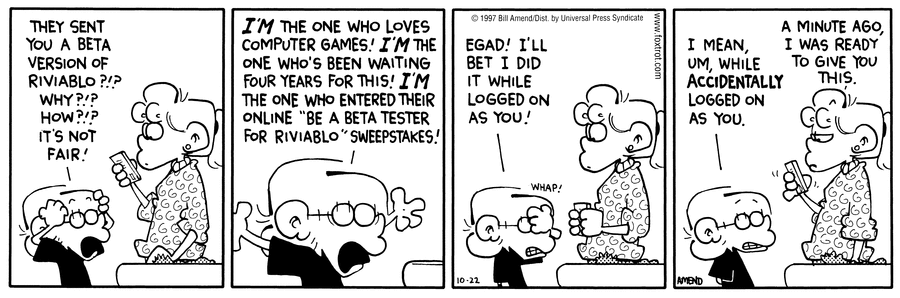 THEY SENT
YOU A BETA
VERSION OF
RIVIABLO?!?
WHY?!?
HOW?!?
IT'S NOT
FAIR!
I'M THE ONE WHO LOVES
COMPUTER GAMES! I'M THE
ONE WHO'S BEEN WAITING
FOUR YEARS FOR THIS! I'M
THE ONE WHO ENTERED THEIR
ONLINE "BE A BETA TESTER
FOR RIVIABLO" SWEEPSTAKES!
© 1997 Bill Amend/Dist. by Universal Press Syndicate
www.foxtrot.com
EGAD! I'LL
BET I DID
IT WHILE
LOGGED ON
AS YOU!
WHAP!
10-22
I MEAN,
UM, WHILE
ACCIDENTALLY
LOGGED ON
AS YOU.
A MINUTE AGO,
I WAS READY
TO GIVE YOU
THIS.
AMEND